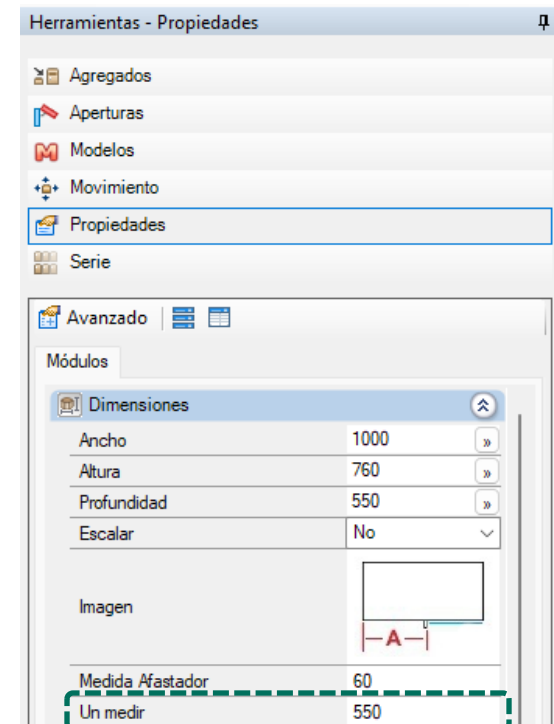 Herramientas - Propiedades
Agregados
Aperturas
Modelos
Movimiento
Propiedades
Serie
Avanzado
Módulos
Dimensiones
Ancho 1000 »
Altura 760 »
Profundidad 550 »
Escalar No
Imagen
A
Medida Afastador 60
Un medir 550